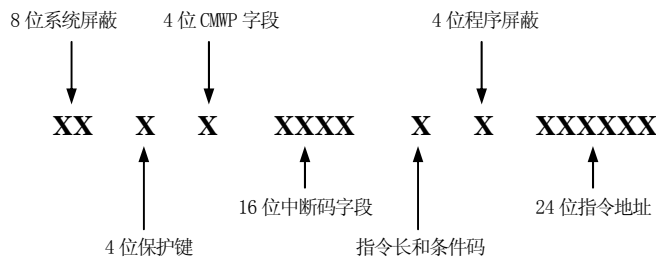 8 位系统屏蔽 4 位 CMWP 字段 4 位程序屏蔽
XX X X XXXX X X XXXXXX
16 位中断码字段 24 位指令地址
4 位保护键 指令长和条件码